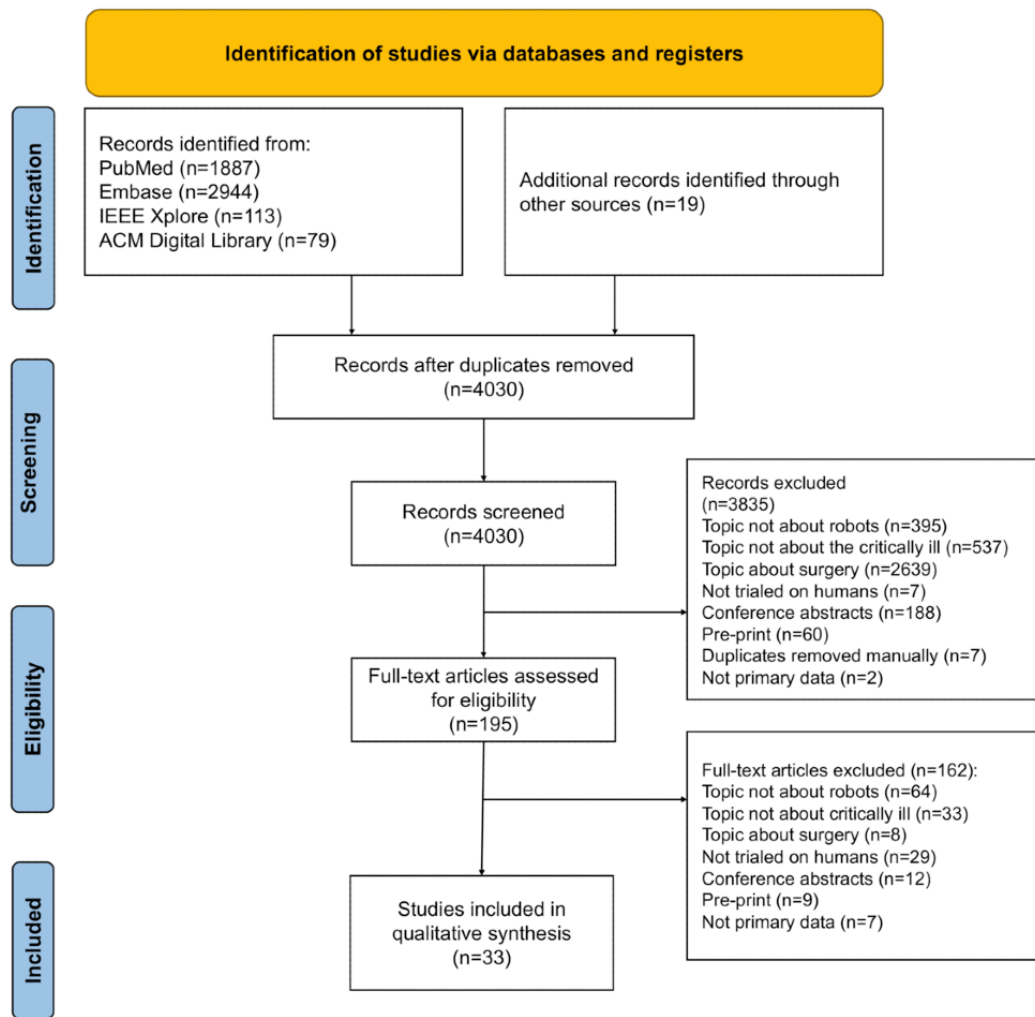 Identification of studies via databases and registers
Identification
Records identified from:
PubMed (n=1887)
Embase (n=2944)
IEEE Xplore (n=113)
ACM Digital Library (n=79)
Additional records identified through
other sources (n=19)
Screening
Records after duplicates removed
(n=4030)
Records screened
(n=4030)
Records excluded
(n=3835)
Topic not about robots (n=395)
Topic not about the critically ill (n=537)
Topic about surgery (n=2639)
Not trialed on humans (n=7)
Conference abstracts (n=188)
Pre-print (n=60)
Duplicates removed manually (n=7)
Not primary data (n=2)
Eligibility
Full-text articles assessed
for eligibility
(n=195)
Full-text articles excluded (n=162):
Topic not about robots (n=64)
Topic not about critically ill (n=33)
Topic about surgery (n=8)
Not trialed on humans (n=29)
Conference abstracts (n=12)
Pre-print (n=9)
Not primary data (n=7)
Included
Studies included in
qualitative synthesis
(n=33)